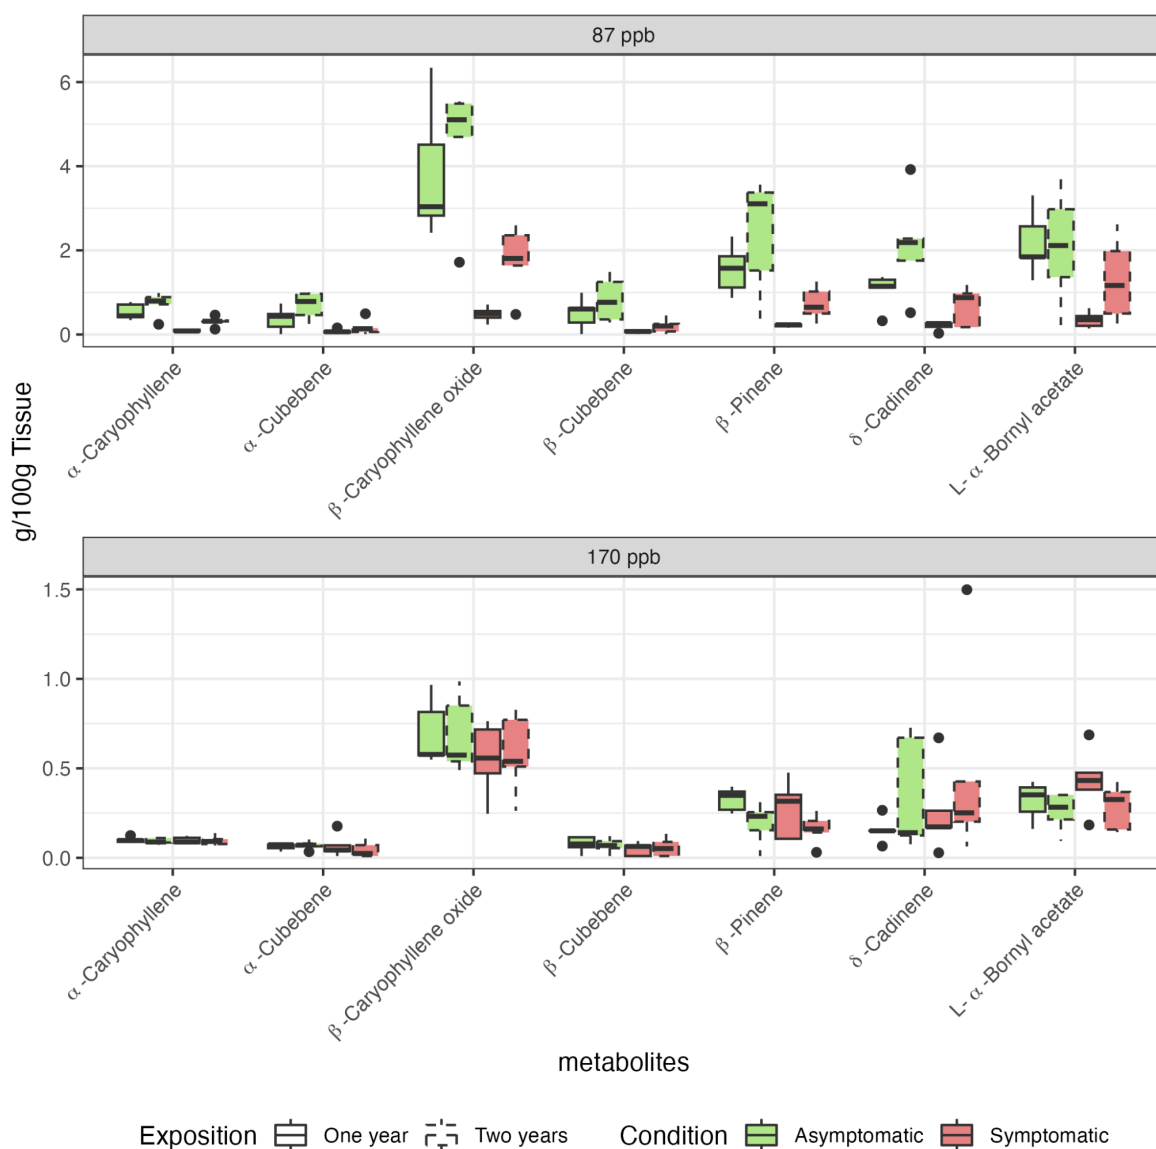 87 ppb
6
4
2
0
α -Caryophyllene
α -Cubebene
β -Caryophyllene oxide
β -Cubebene
β -Pinene
δ -Cadinene
L- α -Bornyl acetate
g/100g Tissue
170 ppb
1.5
1.0
0.5
0.0
α -Caryophyllene
α -Cubebene
β -Caryophyllene oxide
β -Cubebene
β -Pinene
δ -Cadinene
L- α -Bornyl acetate
metabolites
Exposition One year Two years Condition Asymptomatic Symptomatic